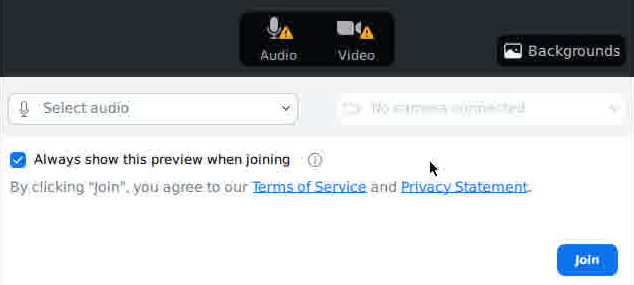 Audio Video
Backgrounds
Select audio
No camera connected
Always show this preview when joining
By clicking "Join", you agree to our Terms of Service and Privacy Statement.
Join